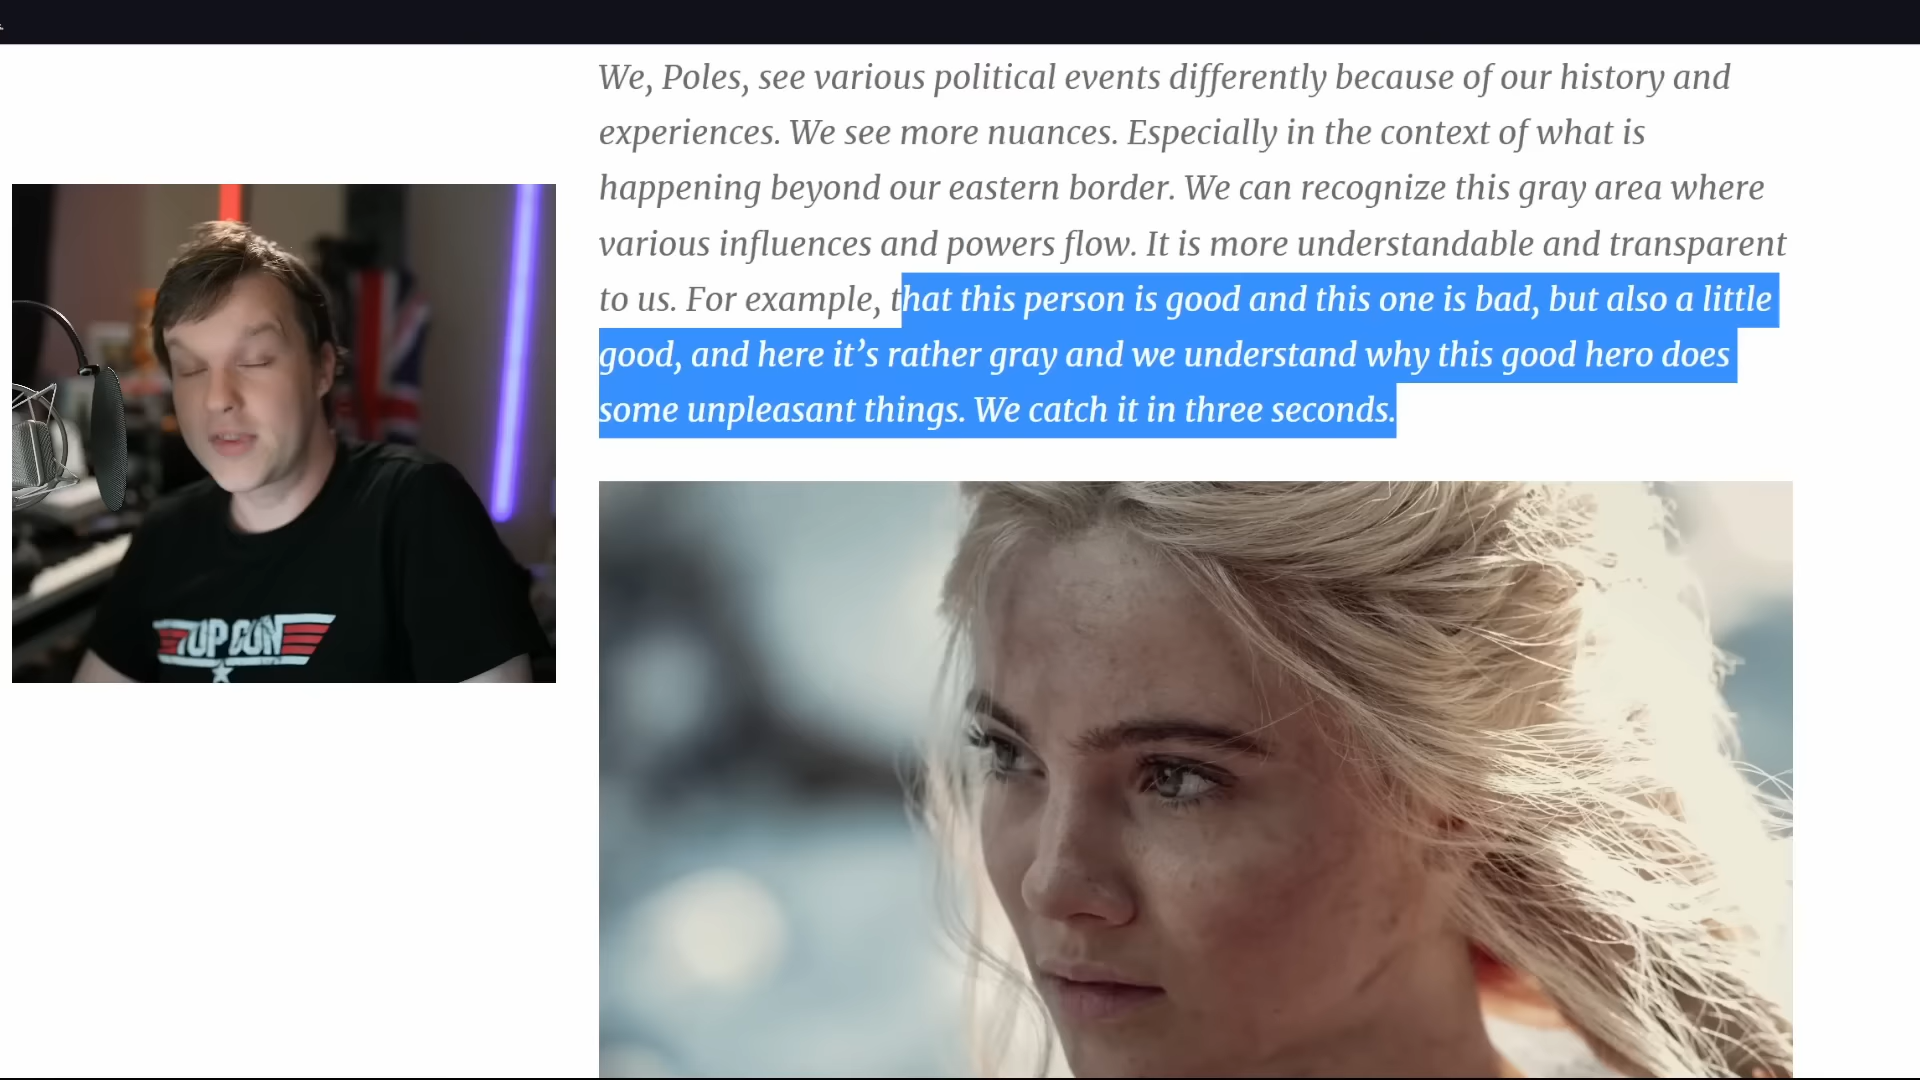 We, Poles, see various political events differently because of our history and
experiences. We see more nuances. Especially in the context of what is
happening beyond our eastern border. We can recognize this gray area where
various influences and powers flow. It is more understandable and transparent
to us. For example, that this person is good and this one is bad, but also a little
good, and here it’s rather gray and we understand why this good hero does
some unpleasant things. We catch it in three seconds.
TOP GUN